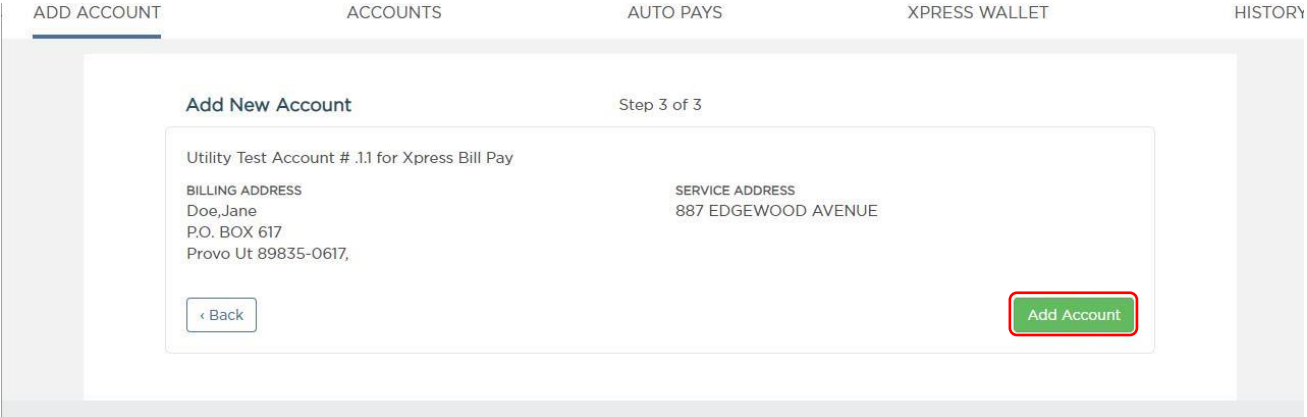 ADD ACCOUNT ACCOUNTS AUTO PAYS XPRESS WALLET HISTORY
Add New Account Step 3 of 3
Utility Test Account # .1.1 for Xpress Bill Pay
BILLING ADDRESS SERVICE ADDRESS
Doe,Jane 887 EDGEWOOD AVENUE
P.O. BOX 617
Provo Ut 89835-0617,
‹ Back Add Account